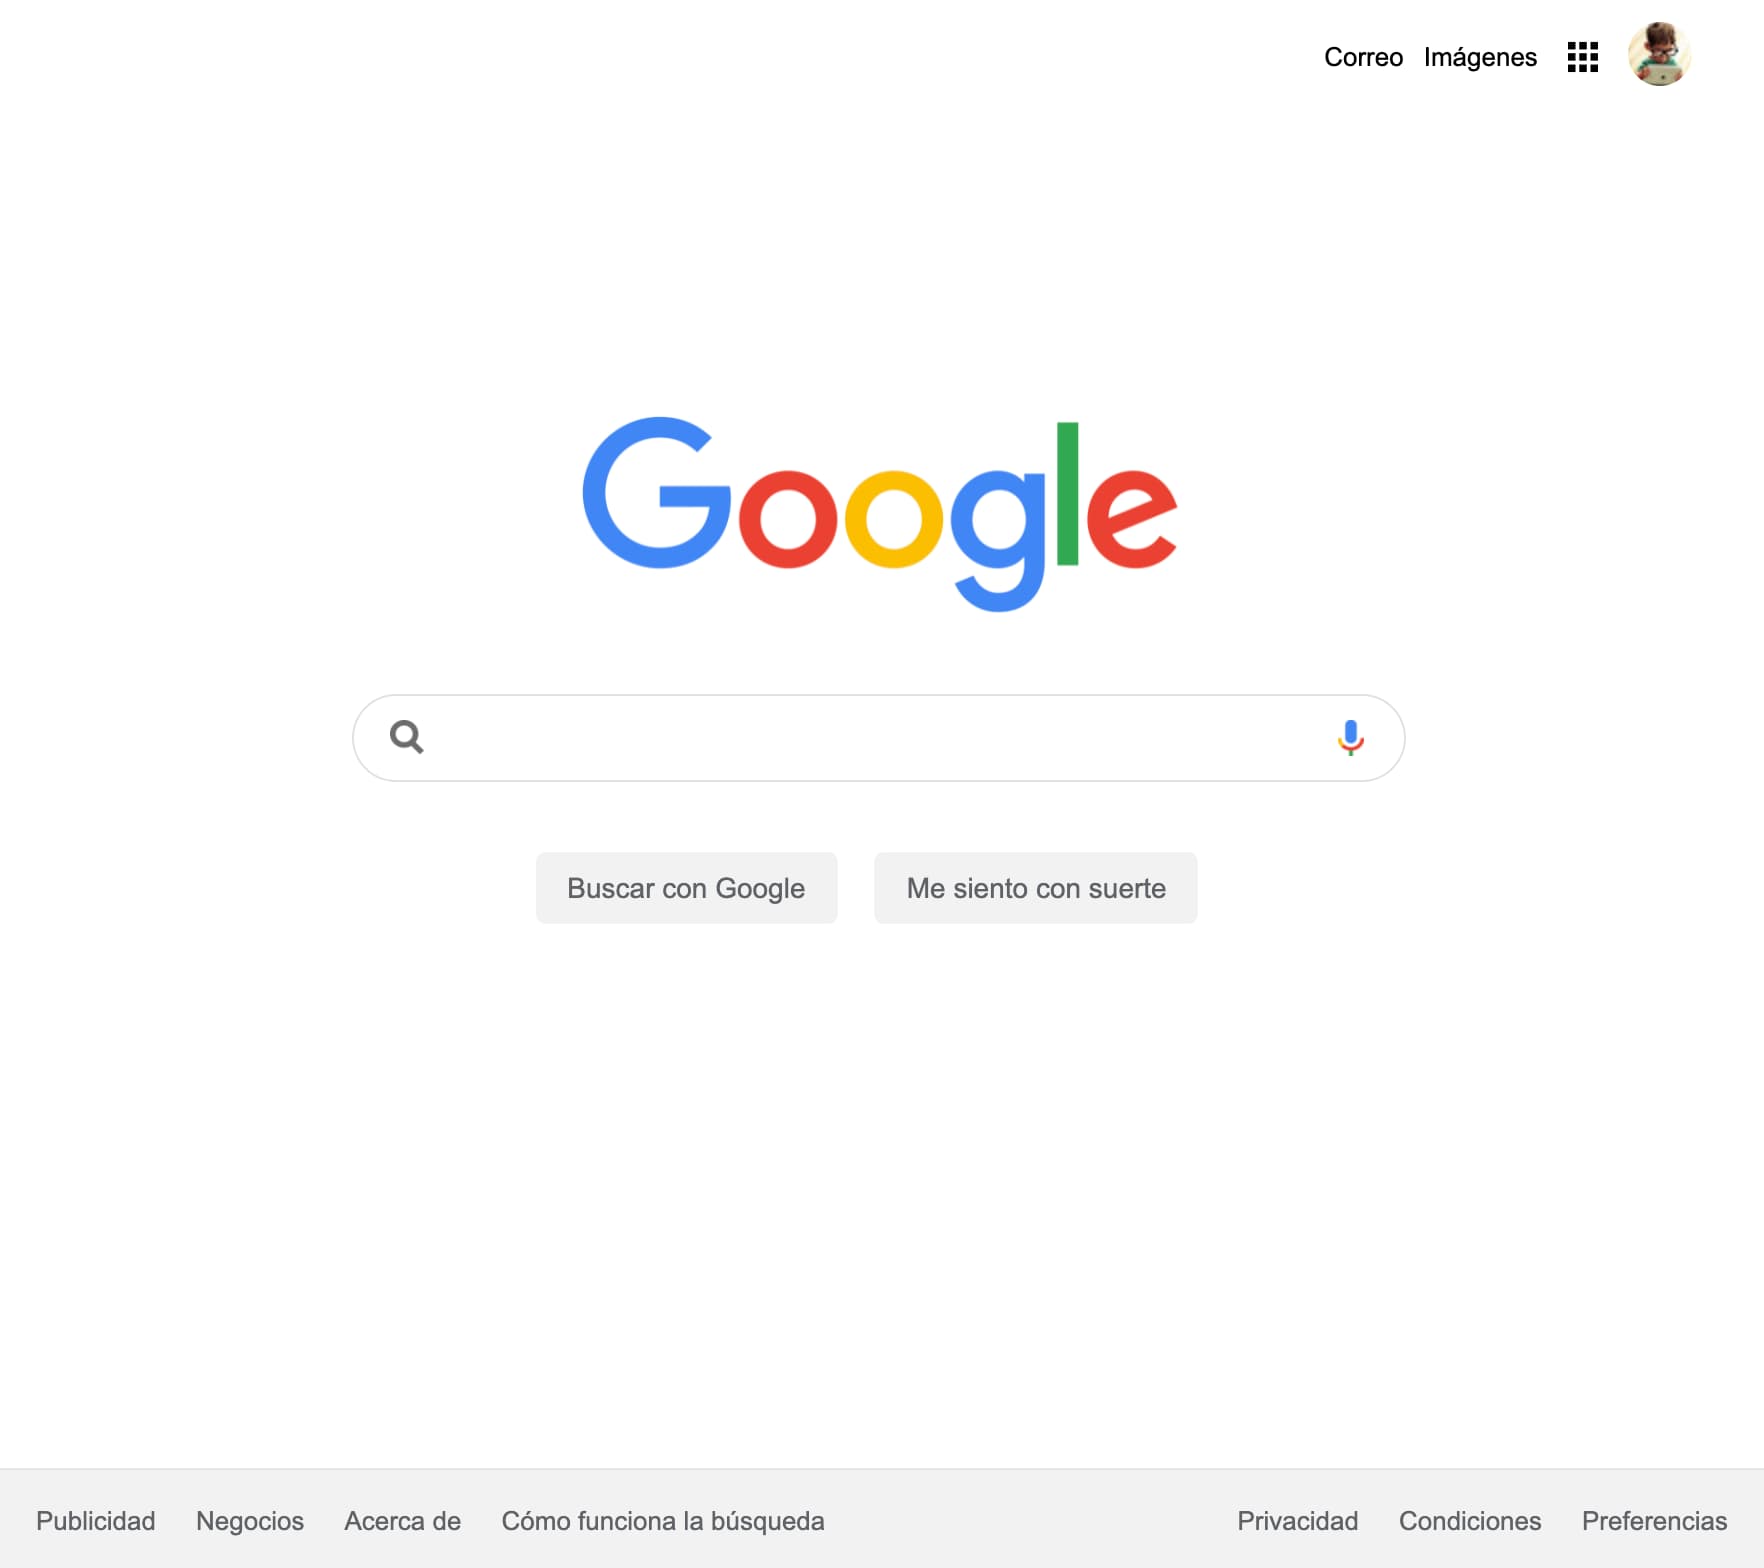 Correo Imágenes
Google
Buscar con Google Me siento con suerte
Publicidad Negocios Acerca de Cómo funciona la búsqueda Privacidad Condiciones Preferencias